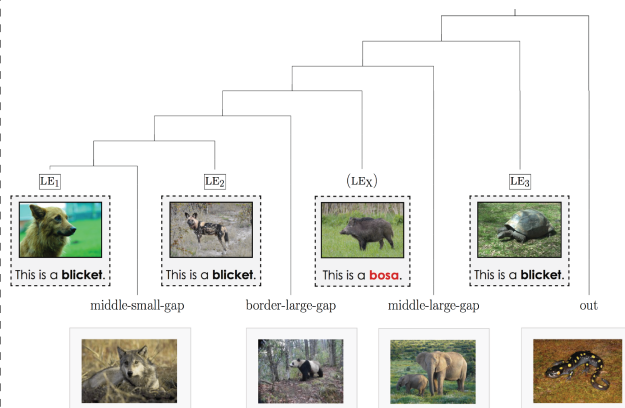 LE1
LE2
(LEX)
LE3
This is a blicket.
This is a blicket.
This is a bosa.
This is a blicket.
middle-small-gap
border-large-gap
middle-large-gap
out